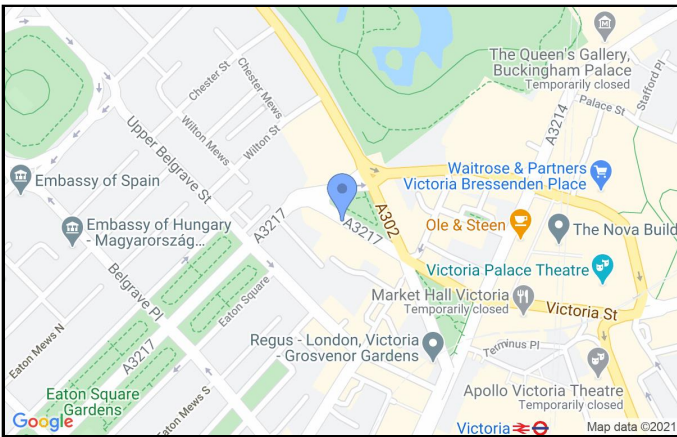 The Queen's Gallery,
Buckingham Palace
Temporarily closed
Stafford Pl
Palace St
A3214
Chester St
Chester Mews
Wilton Mews
Wilton St
Upper Belgrave St
Embassy of Spain
Waitrose & Partners
Victoria Bressenden Place
A302
A3217
A3217
Embassy of Hungary
- Magyarország...
Ole & Steen
The Nova Build
Belgrave Pl
Victoria Palace Theatre
Eaton Square
Market Hall Victoria
Temporarily closed
Victoria St
Eaton Mews N
A3217
Regus - London, Victoria
- Grosvenor Gardens
Terminus Pl
Eaton Square
Gardens
Eaton Mews S
Apollo Victoria Theatre
Temporarily closed
Google
Victoria
Map data ©2021